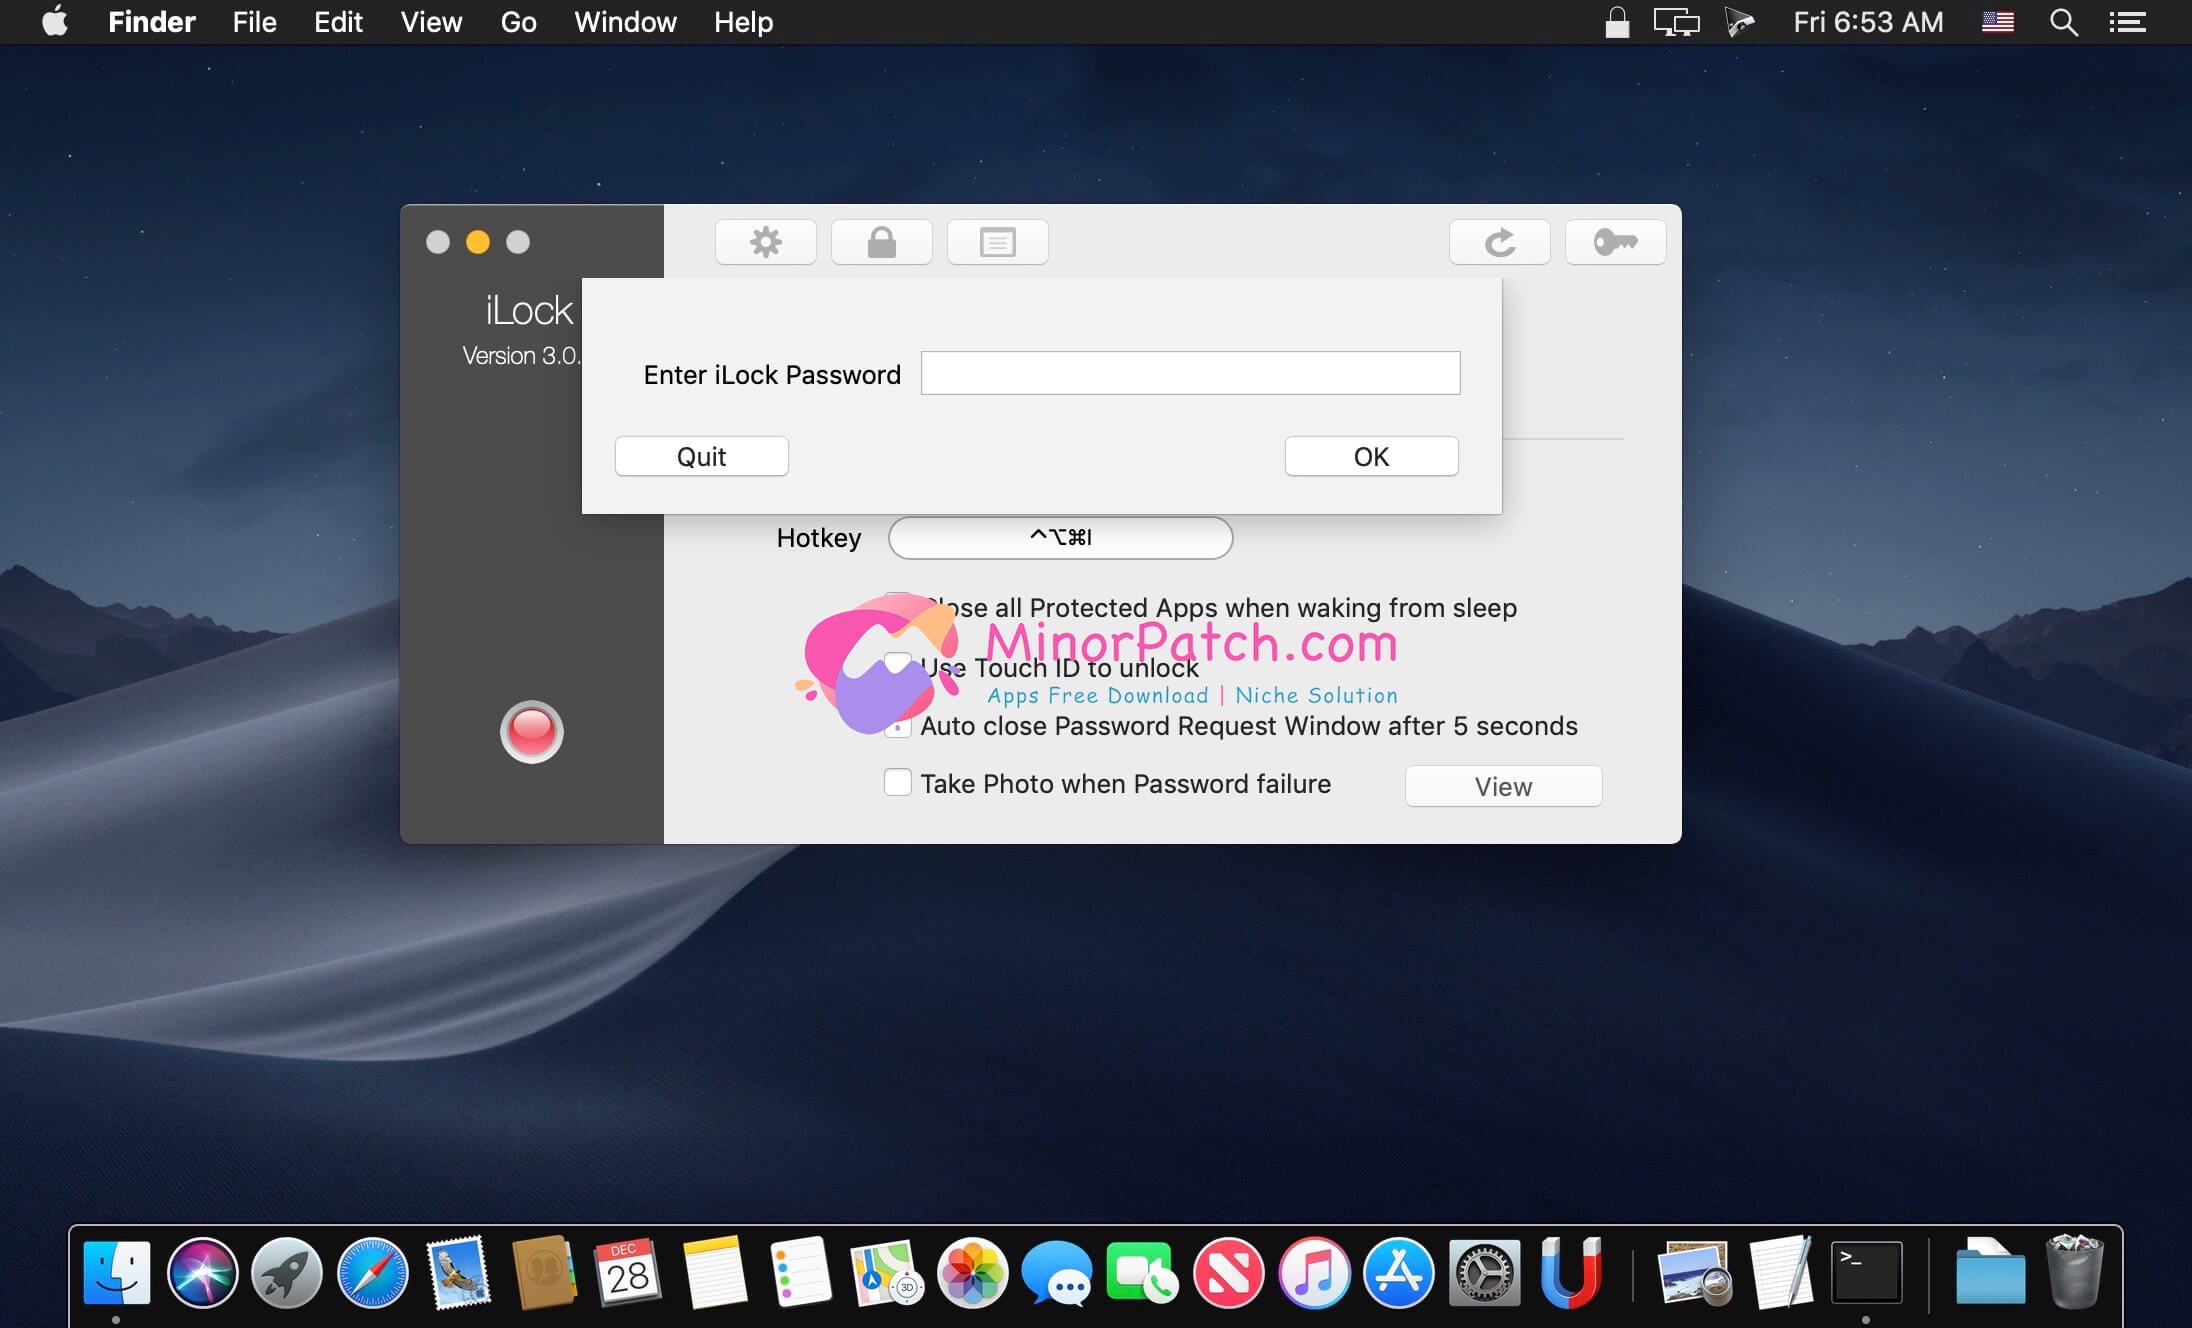 Finder File Edit View Go Window Help Fri 6:53 AM
iLock
Version 3.0.
Enter iLock Password
Quit OK
Hotkey ^⌥⌘I
Close all Protected Apps when waking from sleep
MinorPatch.com
Use Touch ID to unlock
Apps Free Download | Niche Solution
Auto close Password Request Window after 5 seconds
Take Photo when Password failure View
DEC
28
3D
>_